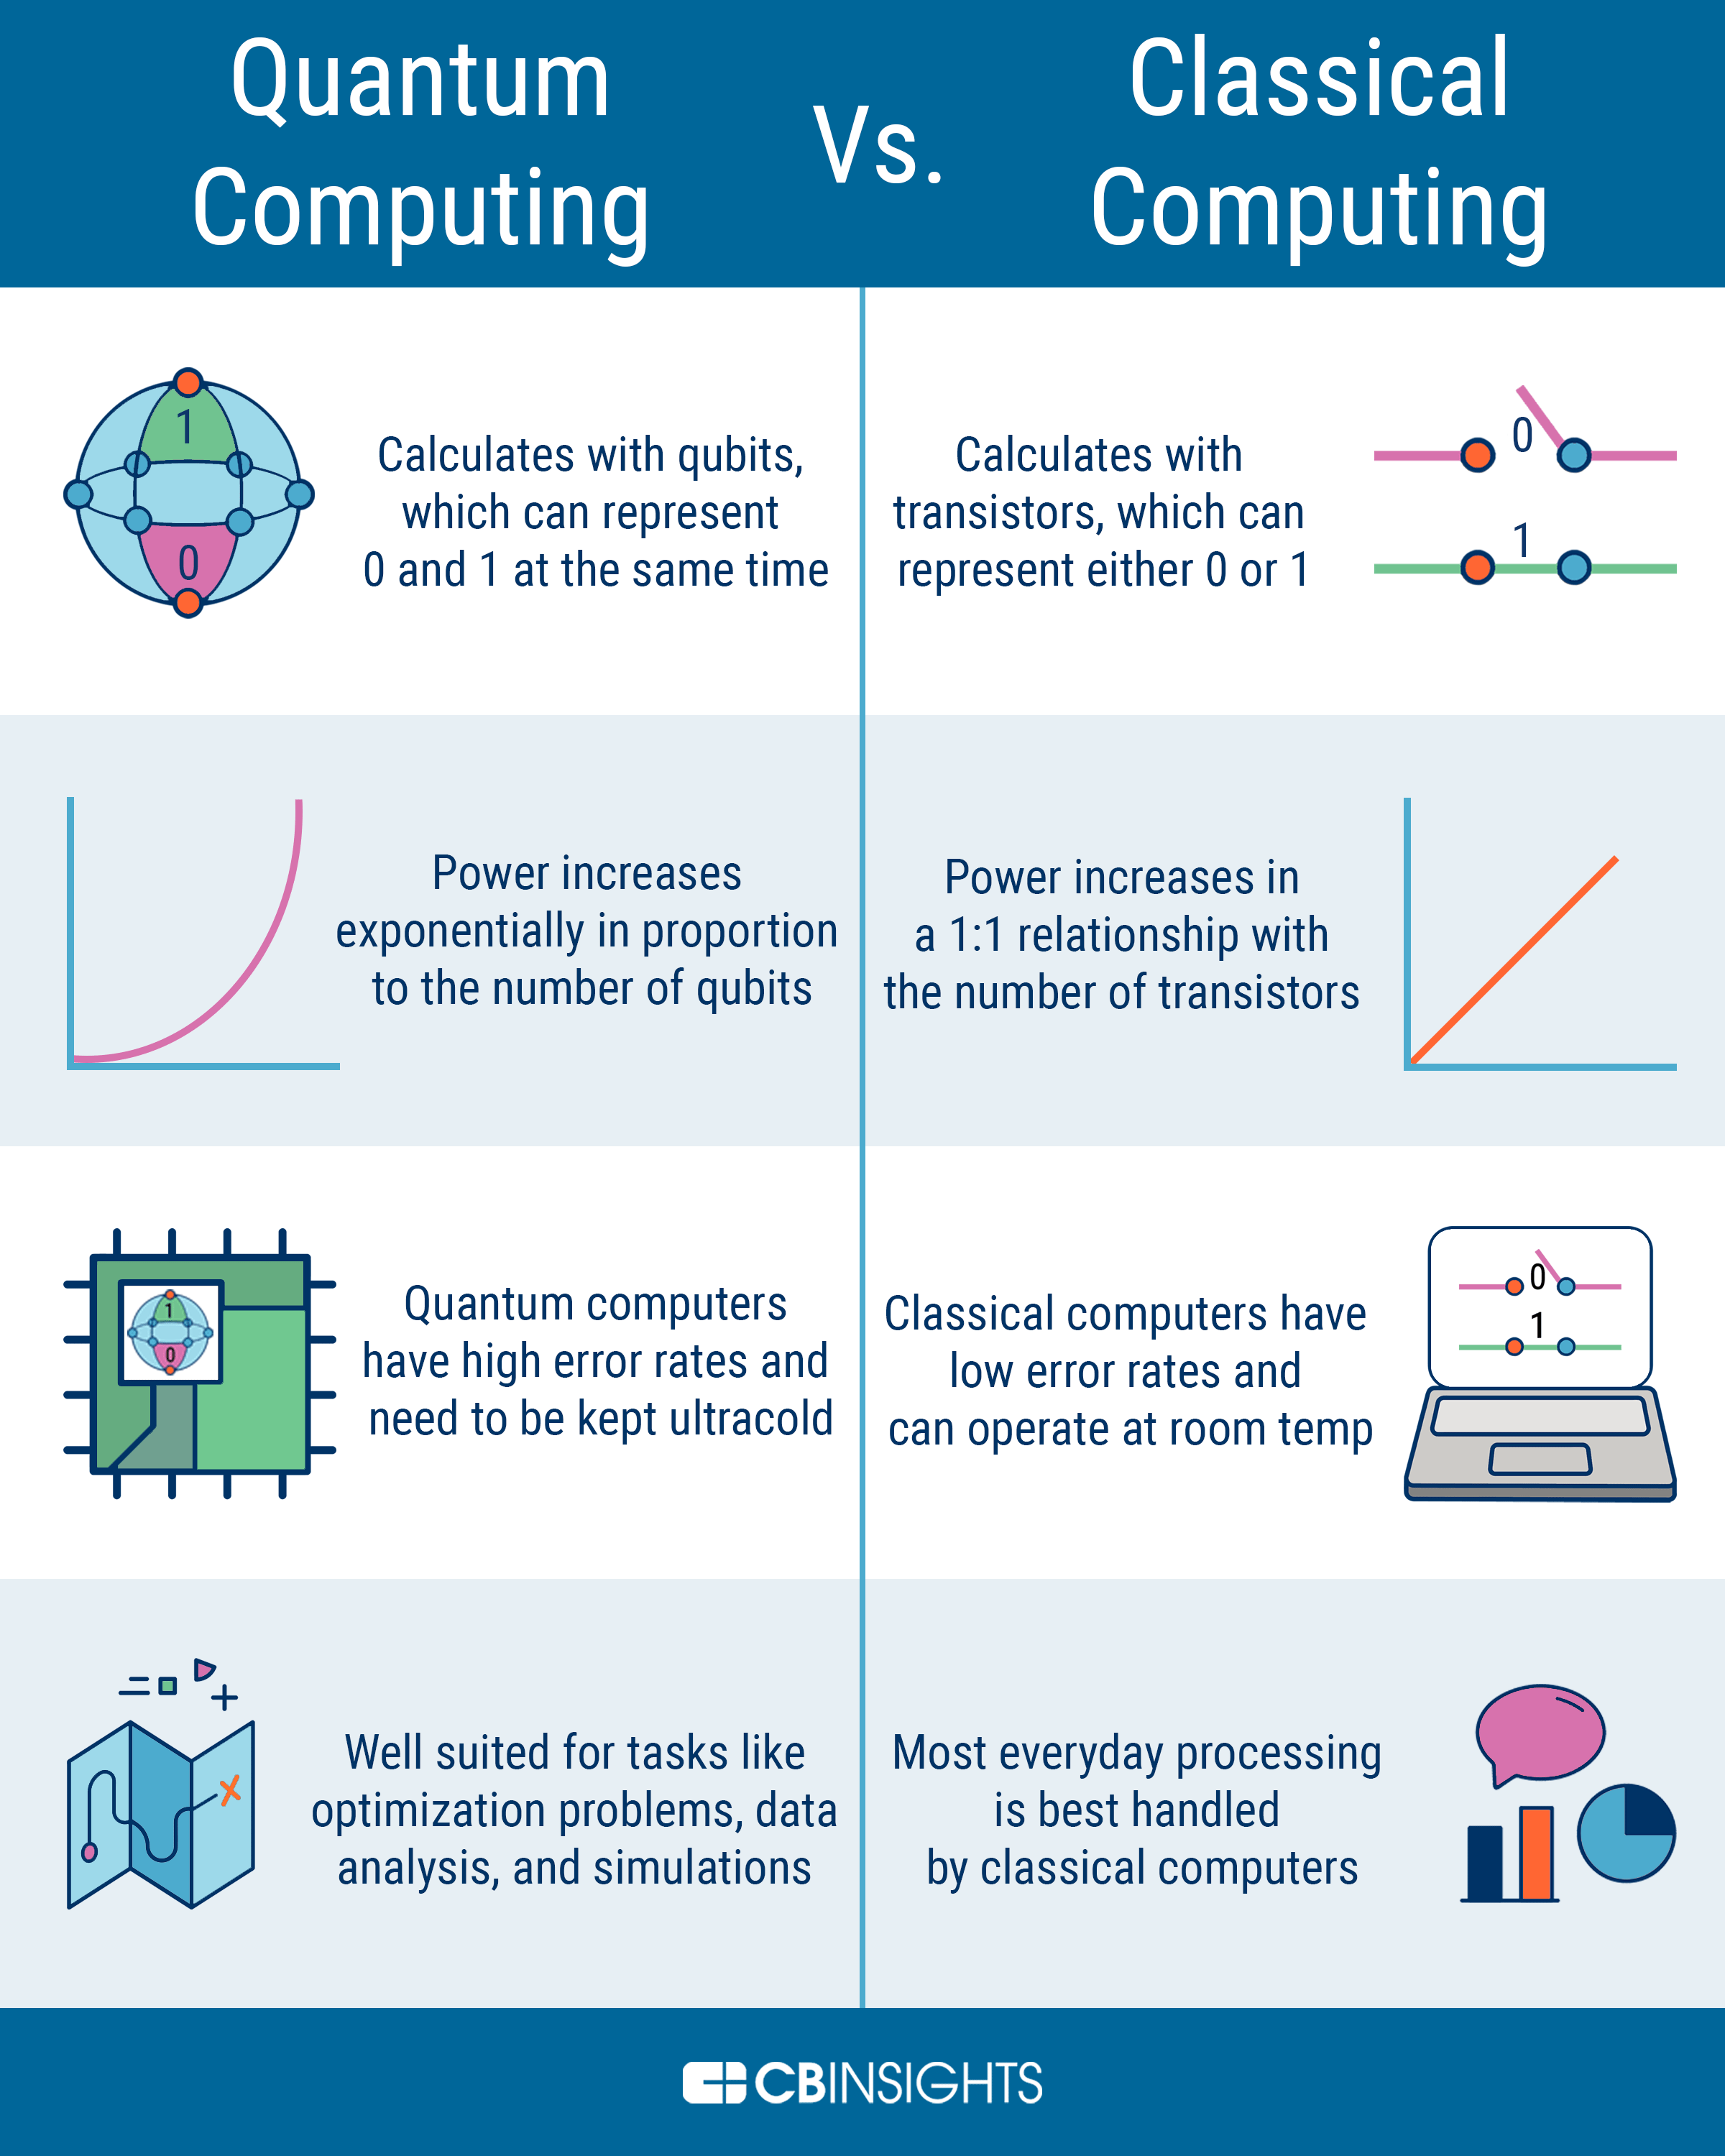 Quantum
Computing
Vs.
Classical
Computing
1
0
Calculates with qubits,
which can represent
0 and 1 at the same time
Calculates with
transistors, which can
represent either 0 or 1
0
1
Power increases
exponentially in proportion
to the number of qubits
Power increases in
a 1:1 relationship with
the number of transistors
1
0
Quantum computers
have high error rates and
need to be kept ultracold
Classical computers have
low error rates and
can operate at room temp
0
1
Well suited for tasks like
optimization problems, data
analysis, and simulations
Most everyday processing
is best handled
by classical computers
CBINSIGHTS